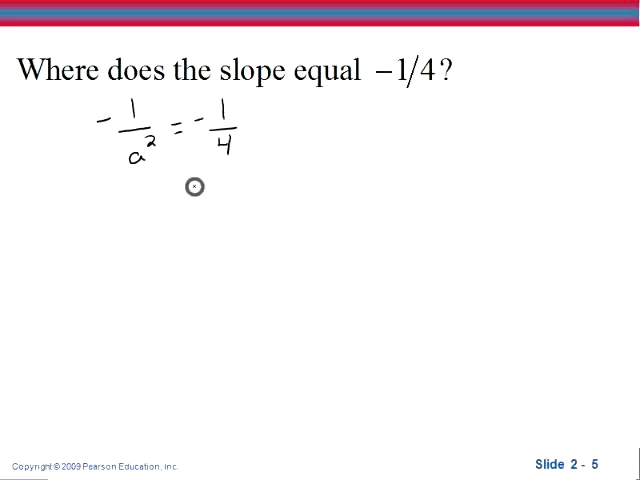 Where does the slope equal −1/4?
- 1/a² = - 1/4
Copyright © 2009 Pearson Education, Inc.
Slide 2 - 5